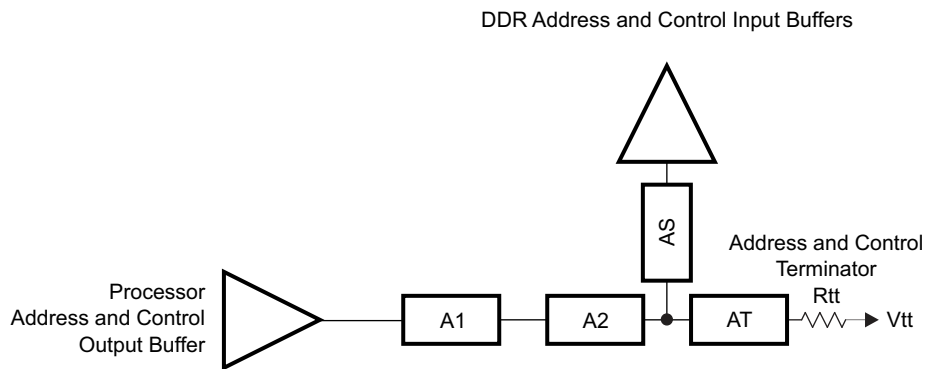 DDR Address and Control Input Buffers
AS
Address and Control
Terminator
Rtt
Processor
Address and Control
Output Buffer
A1
A2
AT
Vtt